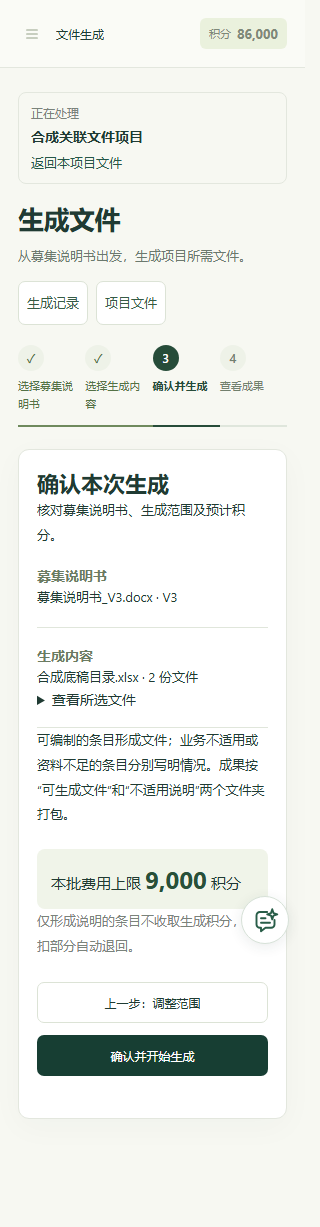 文件生成
积分 86,000
正在处理
合成关联文件项目
返回本项目文件
生成文件
从募集说明书出发，生成项目所需文件。
生成记录
项目文件
✓
✓
3
4
选择募集说
明书
选择生成内
容
确认并生成
查看成果
确认本次生成
核对募集说明书、生成范围及预计积
分。
募集说明书
募集说明书_V3.docx · V3
生成内容
合成底稿目录.xlsx · 2 份文件
▶ 查看所选文件
可编制的条目形成文件；业务不适用或
资料不足的条目分别写明情况。成果按
“可生成文件”和“不适用说明”两个文件夹
打包。
本批费用上限 9,000 积分
仅形成说明的条目不收取生成积分，
扣部分自动退回。
上一步：调整范围
确认并开始生成